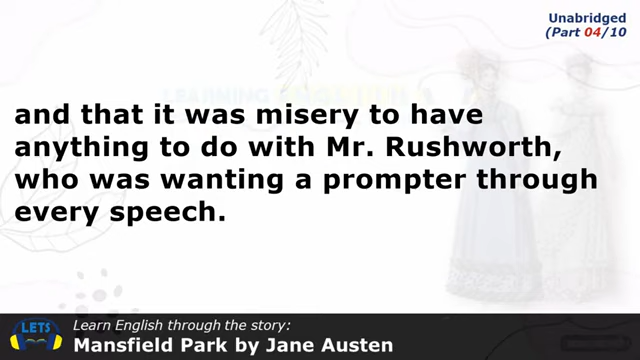 Unabridged
(Part 04/10
and that it was misery to have
anything to do with Mr. Rushworth,
who was wanting a prompter through
every speech.
LETS
Learn English through the story:
Mansfield Park by Jane Austen